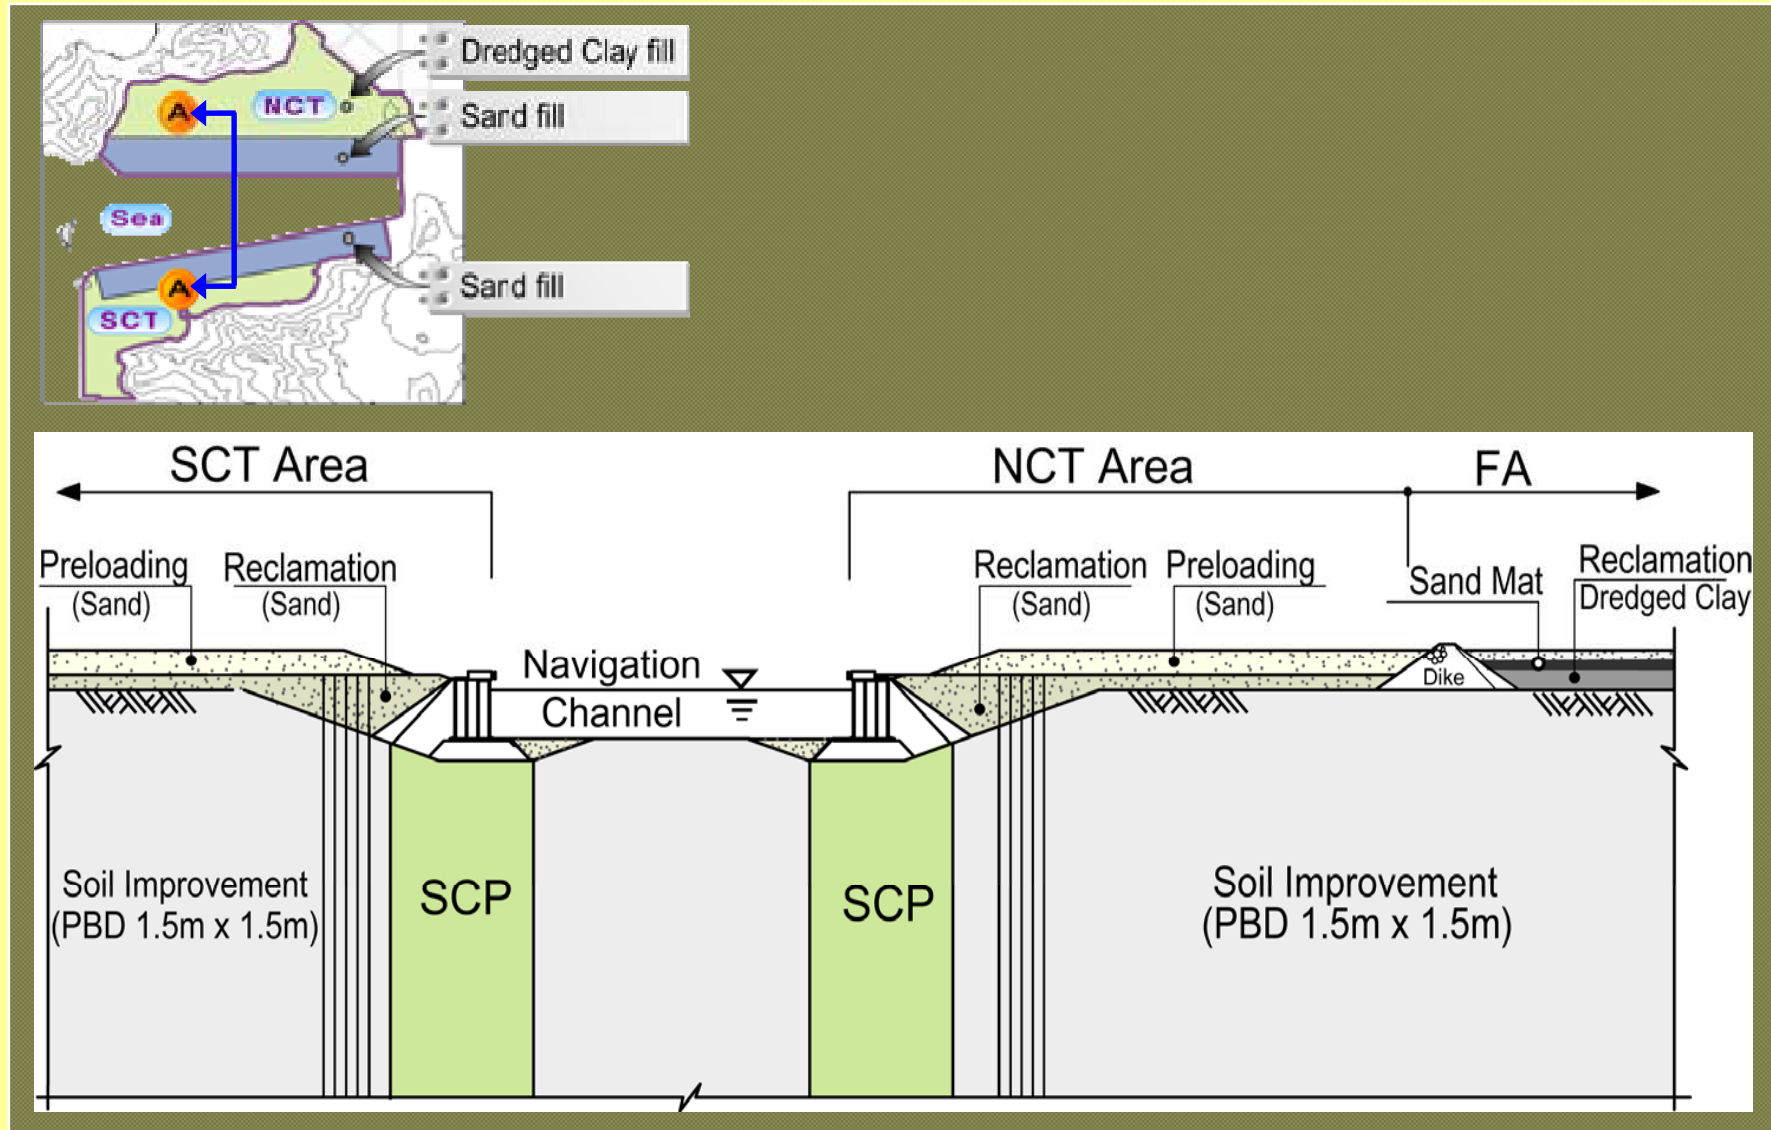 Dredged Clay fill
A
NCT
Sard fill
Sea
Sard fill
A
SCT
SCT Area
NCT Area
FA
Preloading
(Sand)
Reclamation
(Sand)
Reclamation
(Sand)
Preloading
(Sand)
Sand Mat
Reclamation
Dredged Clay
Navigation
Channel
Dike
SCP
SCP
Soil Improvement
(PBD 1.5m x 1.5m)
Soil Improvement
(PBD 1.5m x 1.5m)